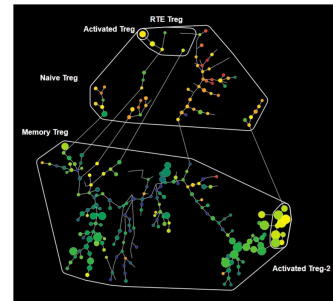 RTE Treg
Activated Treg
Naive Treg
Memory Treg
Activated Treg-2